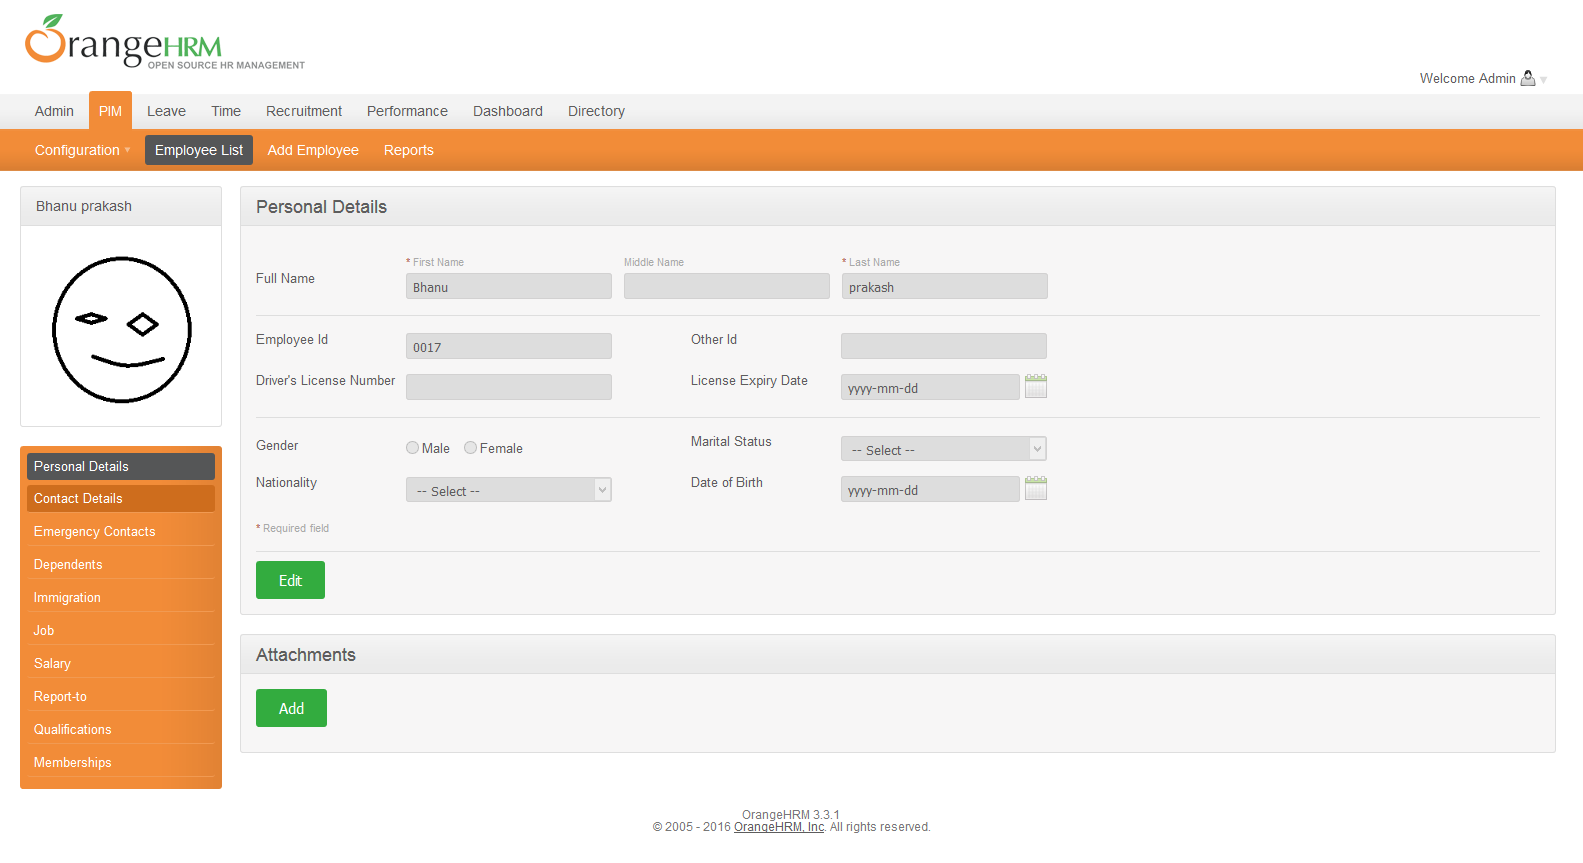 OrangeHRM
OPEN SOURCE HR MANAGEMENT
Welcome Admin
Admin PIM Leave Time Recruitment Performance Dashboard Directory
Configuration Employee List Add Employee Reports
Bhanu prakash
Personal Details
Contact Details
Emergency Contacts
Dependents
Immigration
Job
Salary
Report-to
Qualifications
Memberships
Personal Details
* First Name Middle Name * Last Name
Full Name Bhanu prakash
Employee Id 0017 Other Id
Driver's License Number License Expiry Date yyyy-mm-dd
Gender Male Female Marital Status -- Select --
Nationality -- Select -- Date of Birth yyyy-mm-dd
* Required field
Edit
Attachments
Add
OrangeHRM 3.3.1
© 2005 - 2016 OrangeHRM, Inc. All rights reserved.